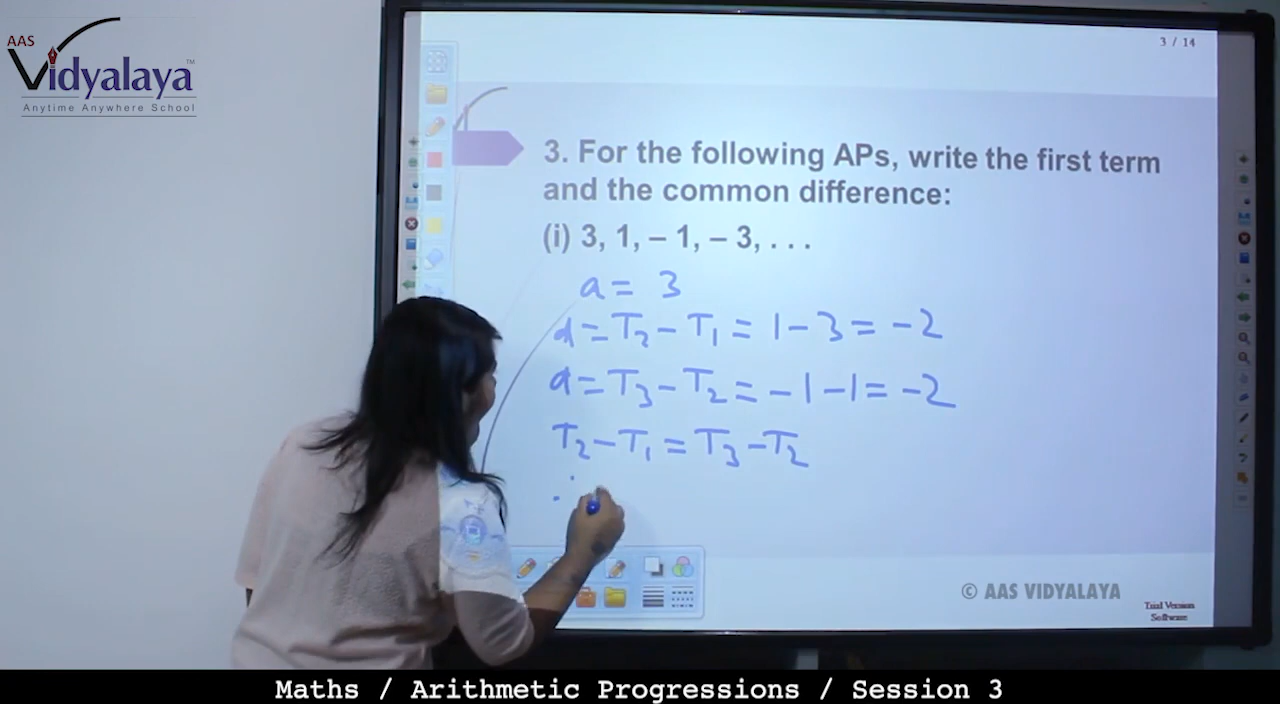 AAS
Vidyalaya
TM
Anytime Anywhere School
3 / 14
3. For the following APs, write the first term
and the common difference:
(i) 3, 1, – 1, – 3, . . .
a = 3
d = T₂ – T₁ = 1 – 3 = –2
d = T₃ – T₂ = –1 –1 = –2
T₂ – T₁ = T₃ – T₂
∴
© AAS VIDYALAYA
Trial Version
Software
Maths / Arithmetic Progressions / Session 3